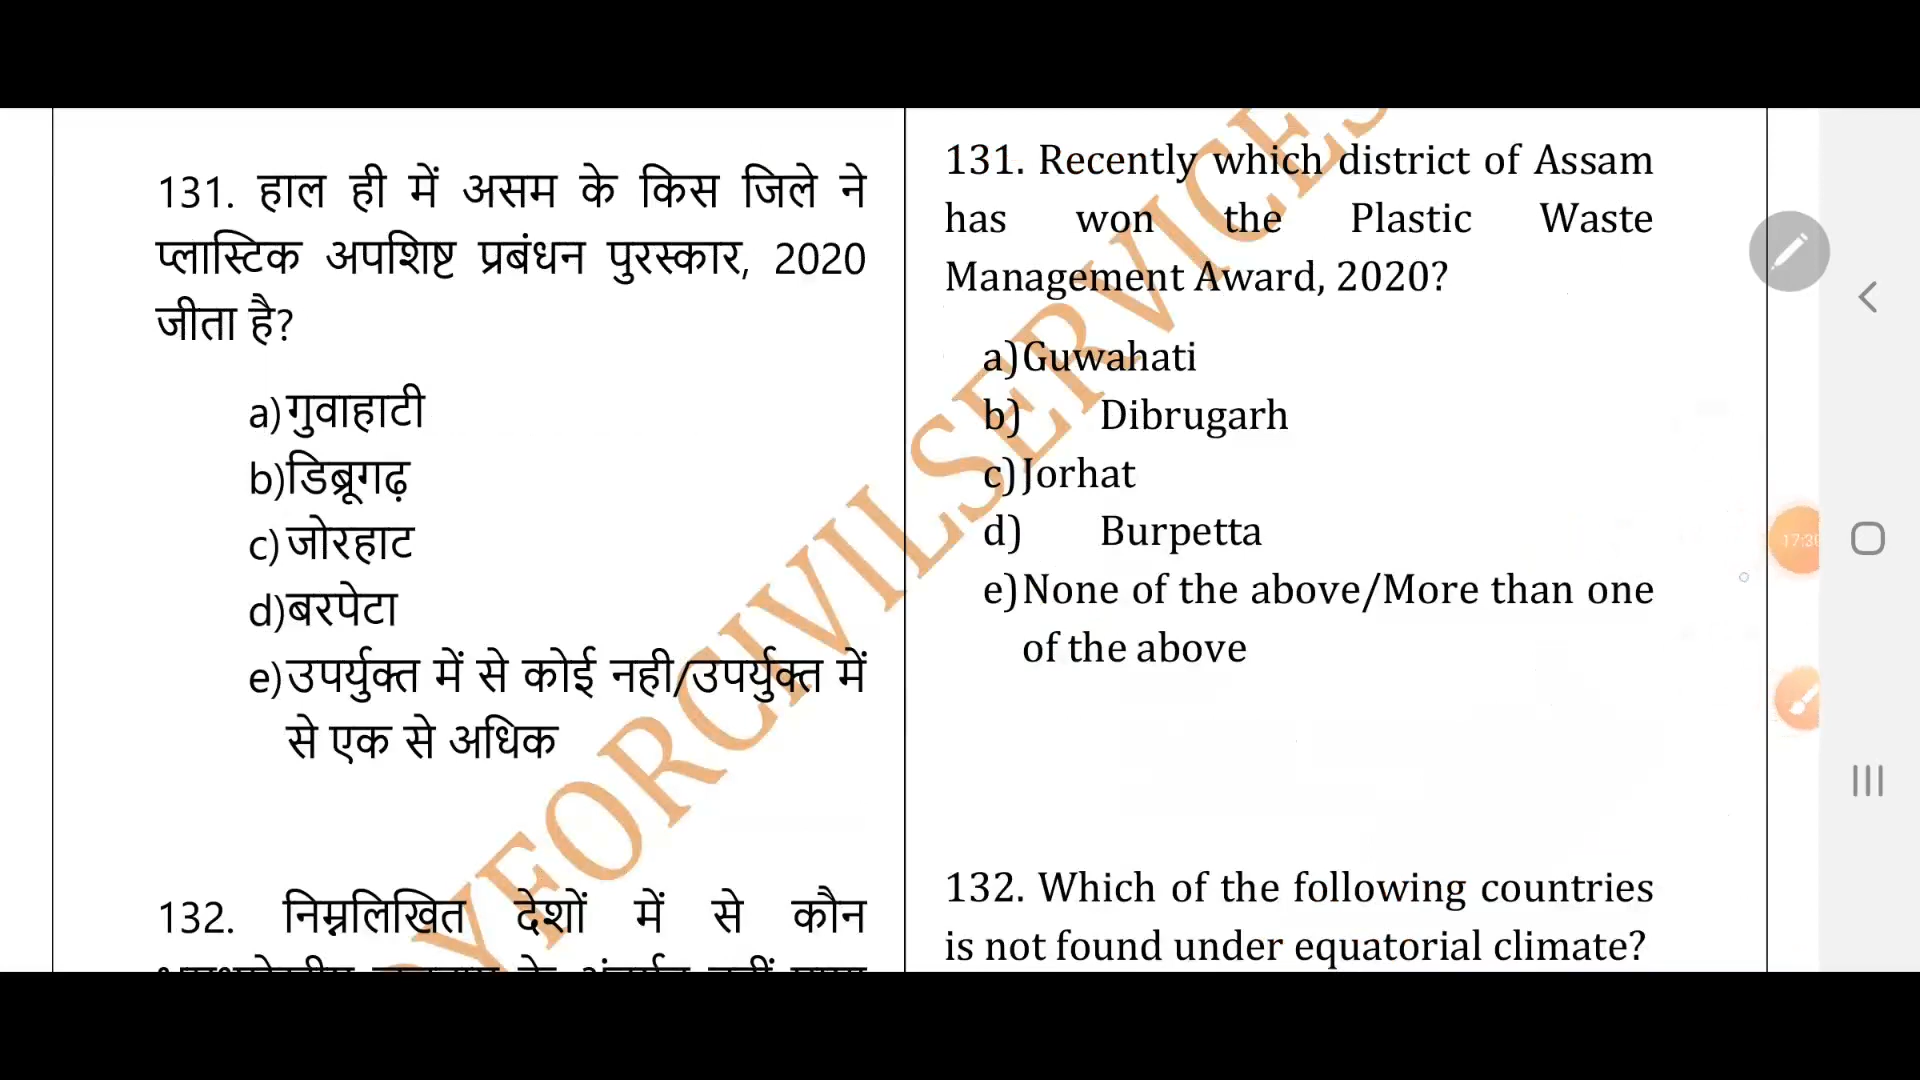 131. हाल ही में असम के किस जिले ने
प्लास्टिक अपशिष्ट प्रबंधन पुरस्कार, 2020
जीता है?
a)गुवाहाटी
b)डिब्रूगढ़
c)जोरहाट
d)बरपेटा
e)उपर्युक्त में से कोई नही/उपर्युक्त में
से एक से अधिक
132. निम्नलिखित देशों में से कौन
131. Recently which district of Assam
has won the Plastic Waste
Management Award, 2020?
a)Guwahati
b) Dibrugarh
c)Jorhat
d) Burpetta
e)None of the above/More than one
of the above
132. Which of the following countries
is not found under equatorial climate?
YFORCIVILSERVICES
17:30